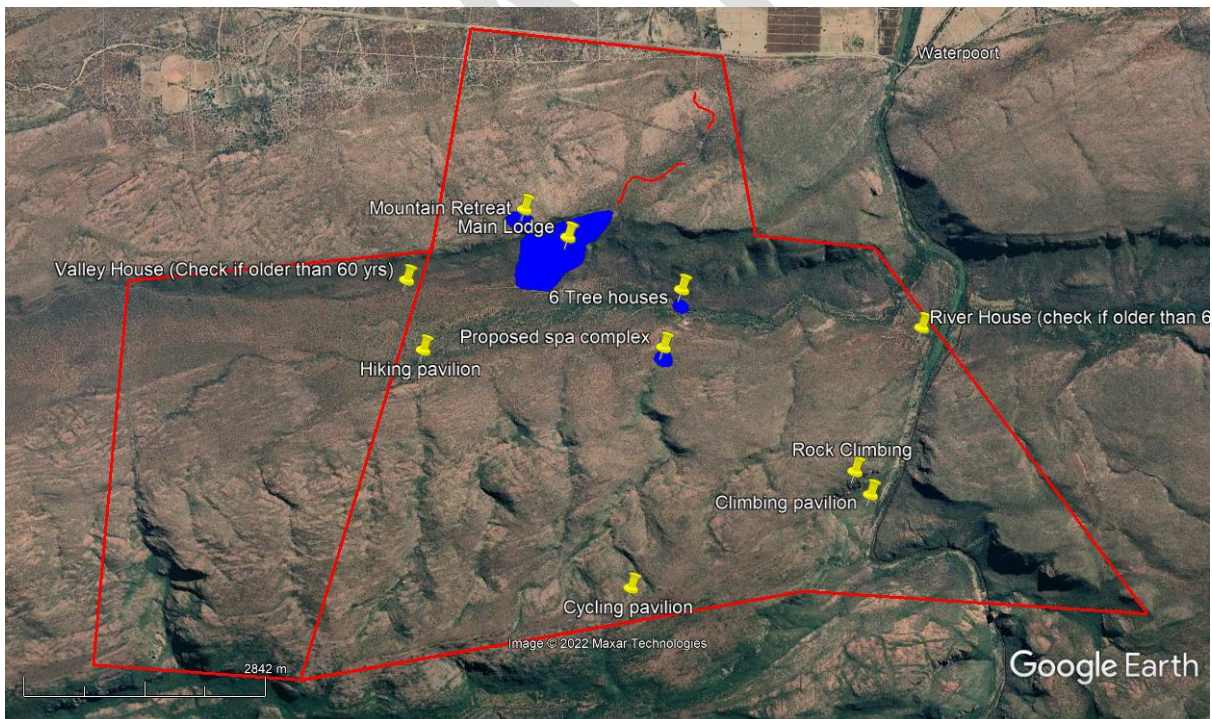 Waterpoort
Mountain Retreat
Main Lodge
Valley House (Check if older than 60 yrs)
6 Tree houses
River House (check if older than 6
Proposed spa complex
Hiking pavilion
Rock Climbing
Climbing pavilion
Cycling pavilion
Image © 2022 Maxar Technologies
2842 m
Google Earth